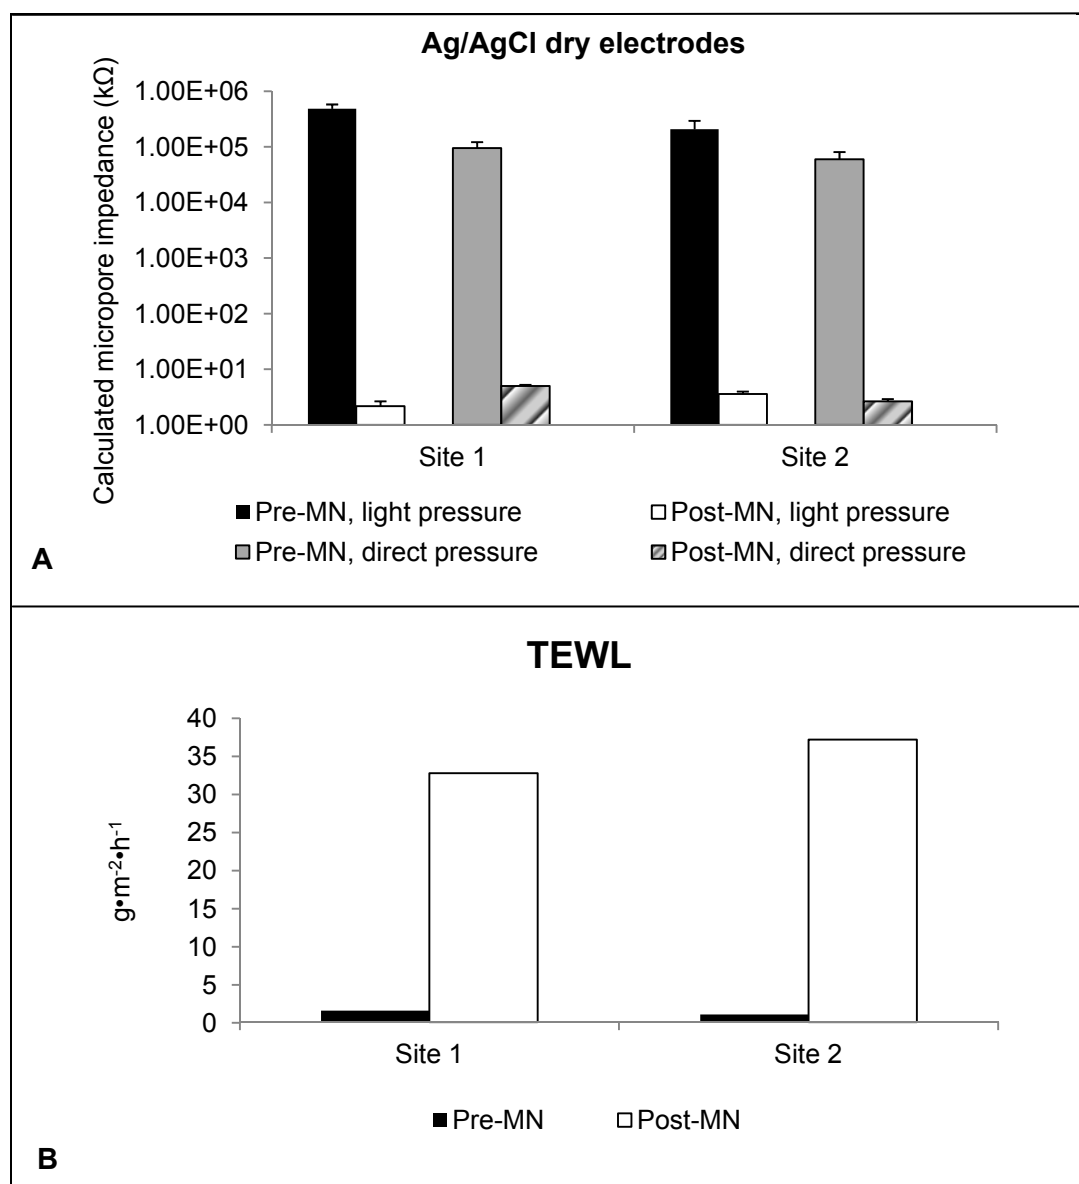 Ag/AgCl dry electrodes
Calculated micropore impedance (kΩ)
1.00E+06
1.00E+05
1.00E+04
1.00E+03
1.00E+02
1.00E+01
1.00E+00
Site 1
Site 2
Pre-MN, light pressure
Post-MN, light pressure
Pre-MN, direct pressure
Post-MN, direct pressure
A
TEWL
g•m-2•h-1
40
35
30
25
20
15
10
5
0
Site 1
Site 2
Pre-MN
Post-MN
B